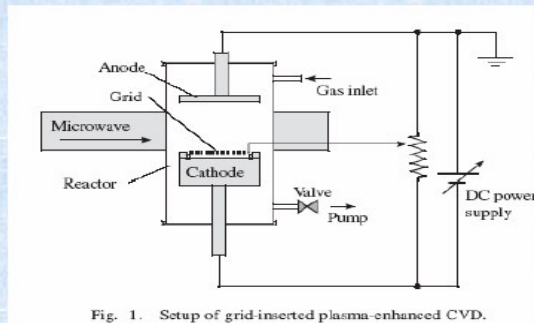 Anode
Grid
Gas inlet
Microwave
Reactor
Cathode
Valve
Pump
DC power
supply
Fig. 1. Setup of grid-inserted plasma-enhanced CVD.